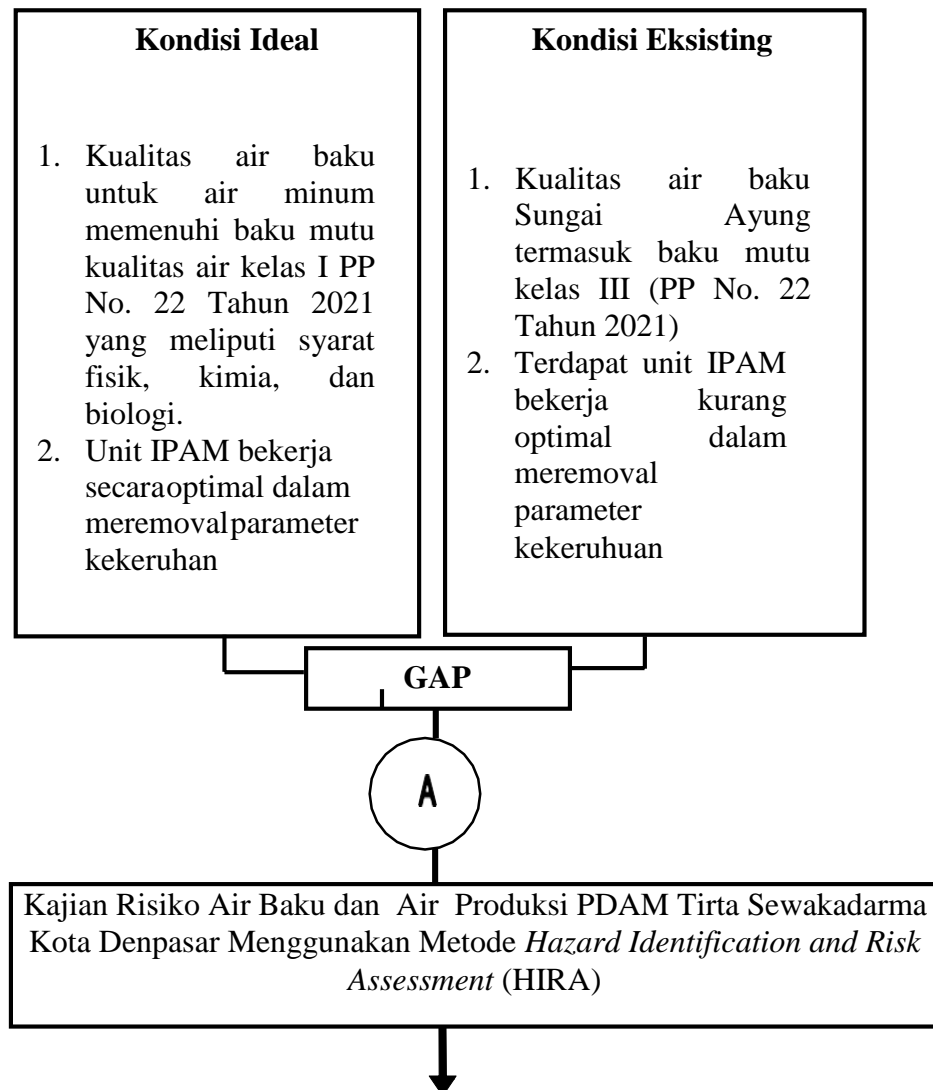 Kondisi Ideal
1. Kualitas air baku
untuk air minum
memenuhi baku mutu
kualitas air kelas I PP
No. 22 Tahun 2021
yang meliputi syarat
fisik, kimia, dan
biologi.
2. Unit IPAM bekerja
secaraoptimal dalam
meremovalparameter
kekeruhan
Kondisi Eksisting
1. Kualitas air baku
Sungai Ayung
termasuk baku mutu
kelas III (PP No. 22
Tahun 2021)
2. Terdapat unit IPAM
bekerja kurang
optimal dalam
meremoval
parameter
kekeruhuan
GAP
A
Kajian Risiko Air Baku dan Air Produksi PDAM Tirta Sewakadarma
Kota Denpasar Menggunakan Metode Hazard Identification and Risk
Assessment (HIRA)